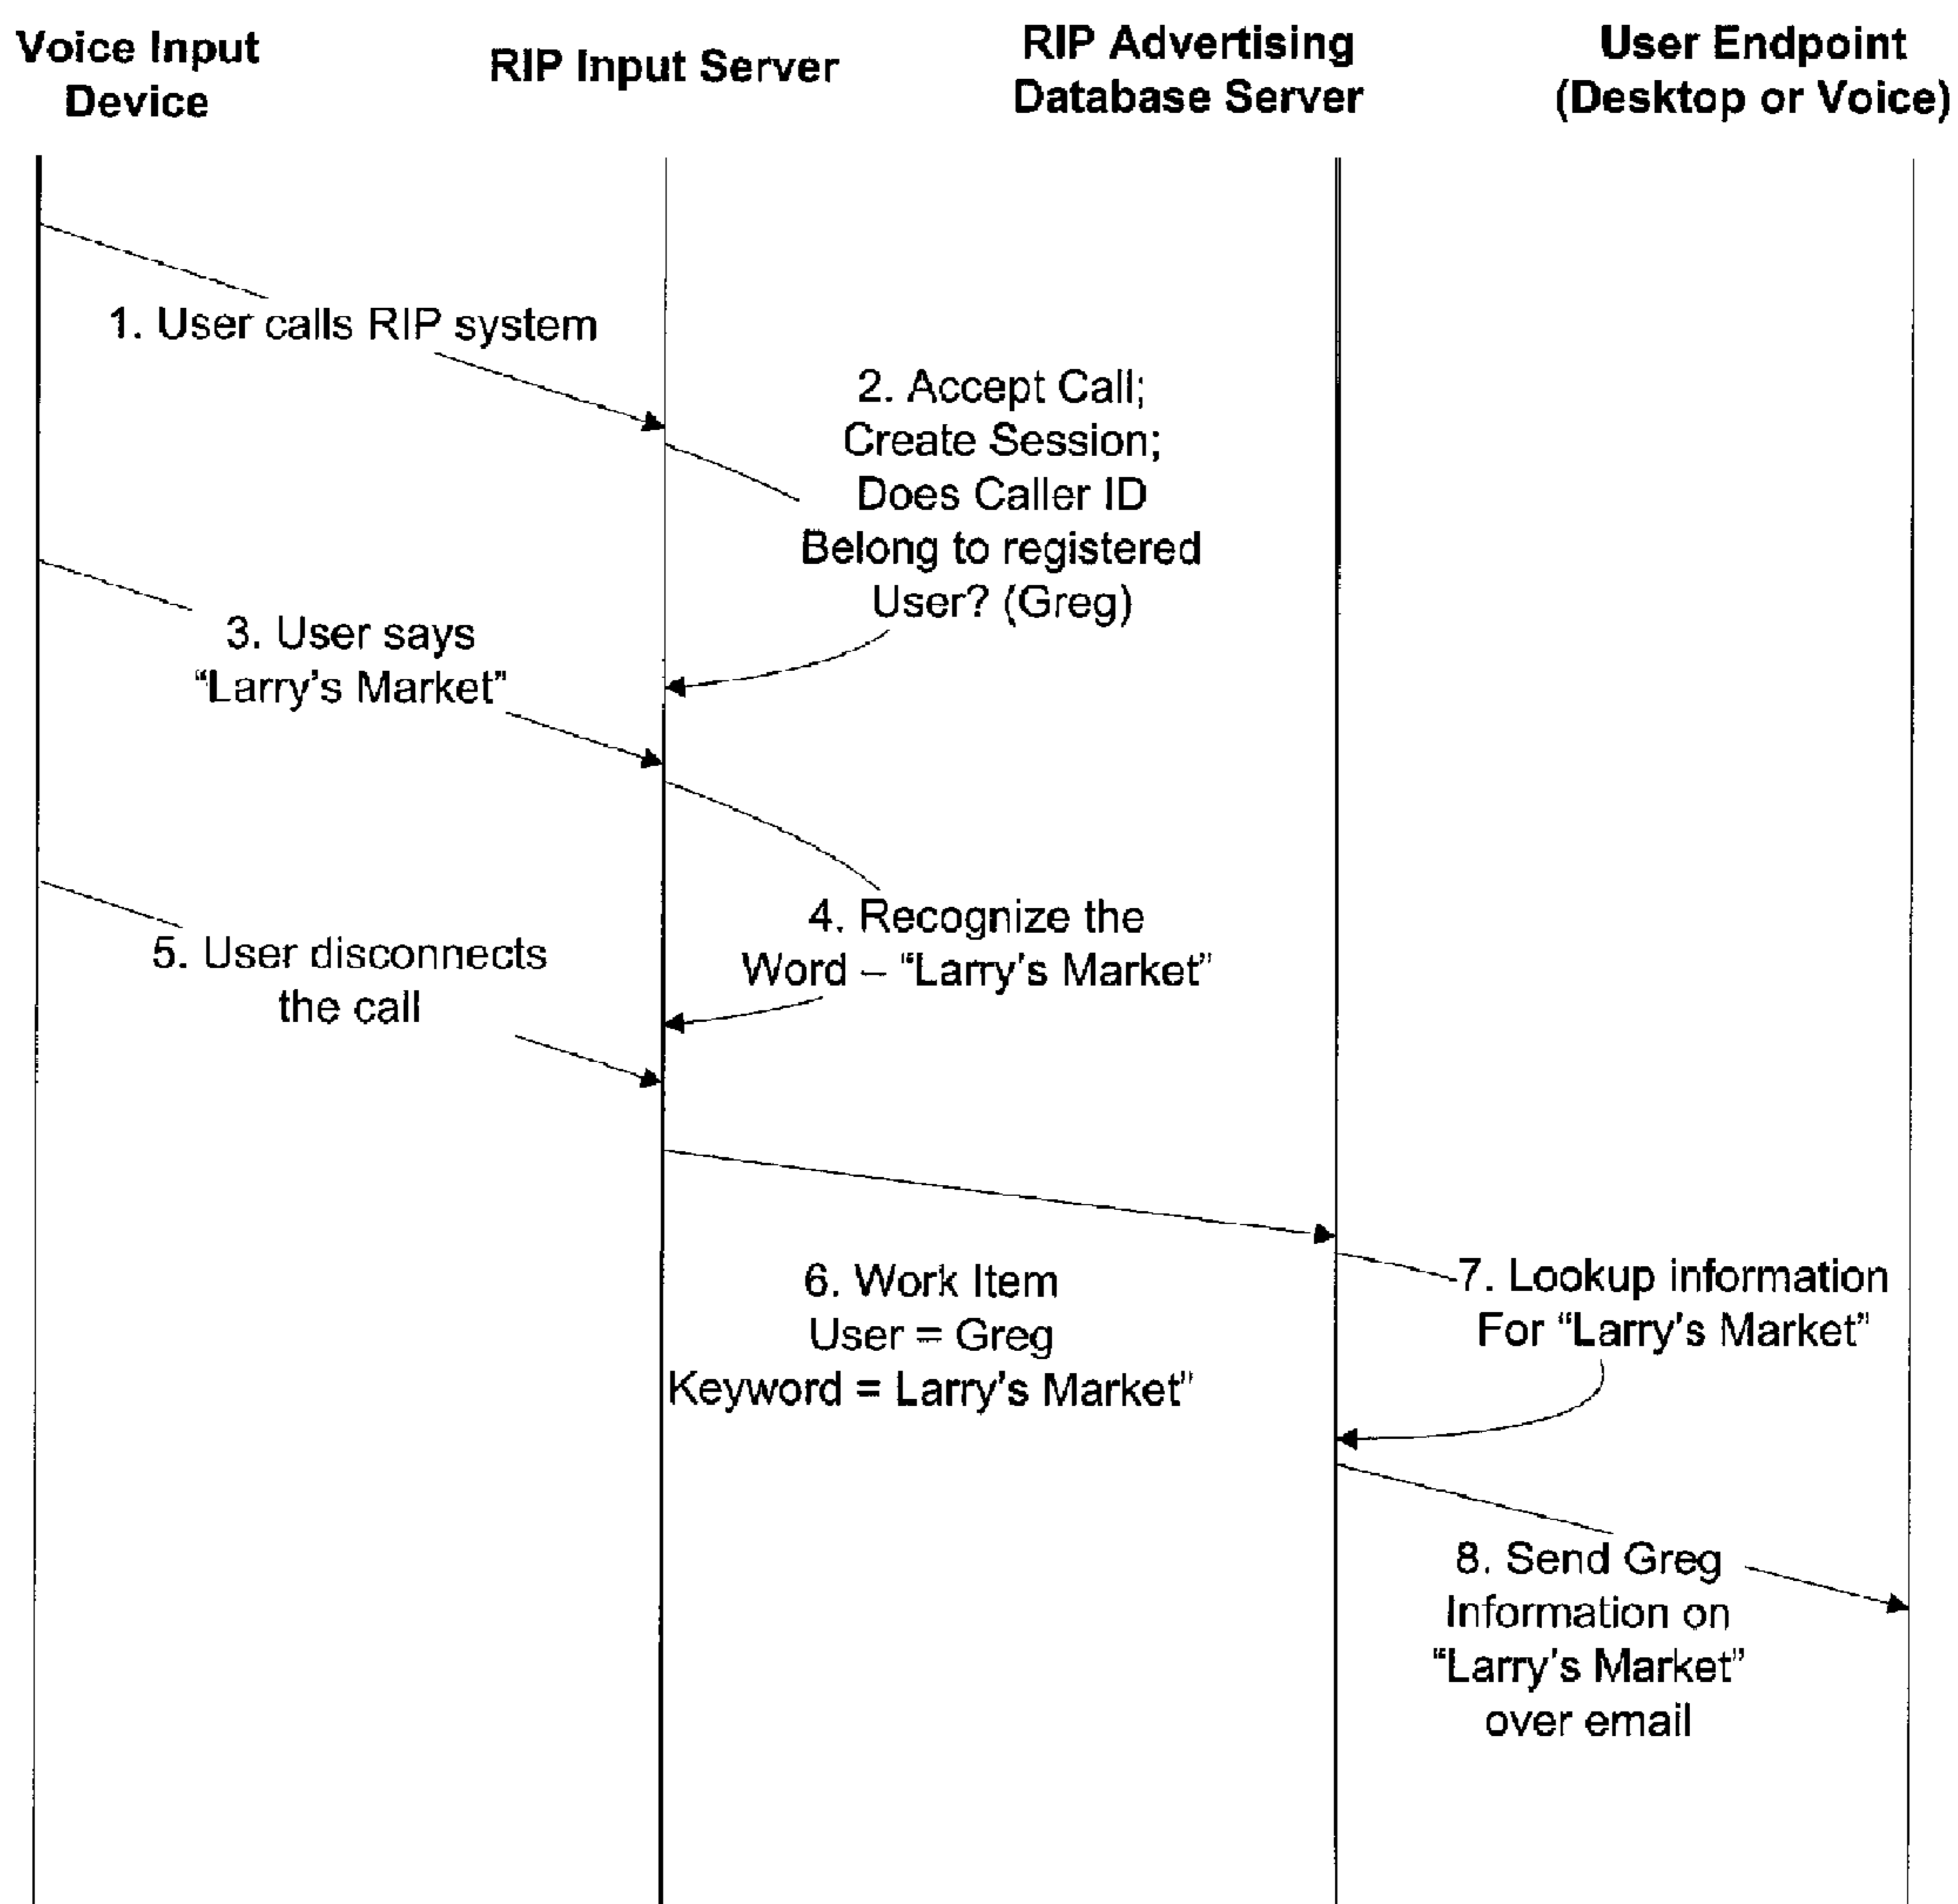 Voice Input
Device
RIP Input Server
RIP Advertising
Database Server
User Endpoint
(Desktop or Voice)
1. User calls RIP system
2. Accept Call;
Create Session;
Does Caller ID
Belong to registered
User? (Greg)
3. User says
“Larry’s Market”
4. Recognize the
Word – “Larry’s Market”
5. User disconnects
the call
6. Work Item
User = Greg
Keyword = Larry’s Market”
7. Lookup information
For “Larry’s Market”
8. Send Greg
Information on
“Larry’s Market”
over email